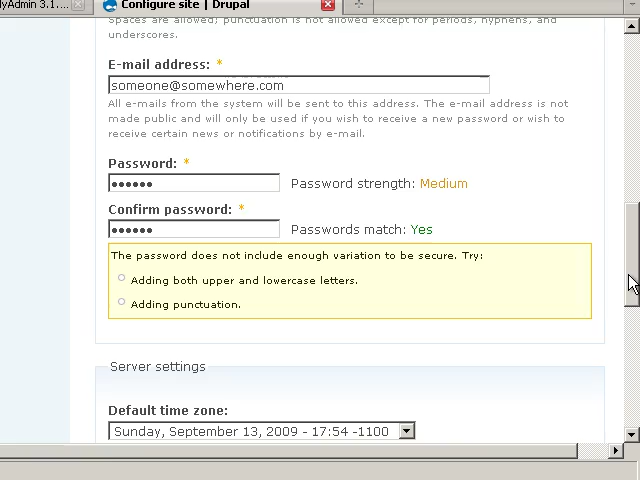 lyAdmin 3.1....
Configure site | Drupal
Spaces are allowed; punctuation is not allowed except for periods, hyphens, and
underscores.
E-mail address: *
someone@somewhere.com
All e-mails from the system will be sent to this address. The e-mail address is not
made public and will only be used if you wish to receive a new password or wish to
receive certain news or notifications by e-mail.
Password: *
•••••• Password strength: Medium
Confirm password: *
•••••• Passwords match: Yes
The password does not include enough variation to be secure. Try:
Adding both upper and lowercase letters.
Adding punctuation.
Server settings
Default time zone:
Sunday, September 13, 2009 - 17:54 -1100